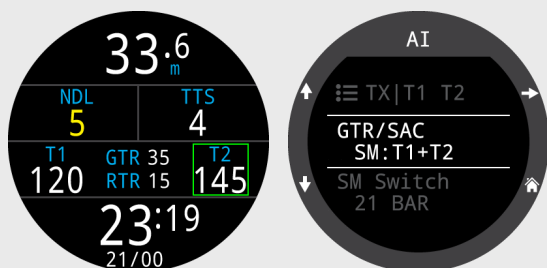 33.6
m
NDL TTS
5 4
T1 GTR 35 T2
120 RTR 15 145
23:19
21/00
AI
TX|T1 T2
GTR/SAC
SM:T1+T2
SM Switch
21 BAR